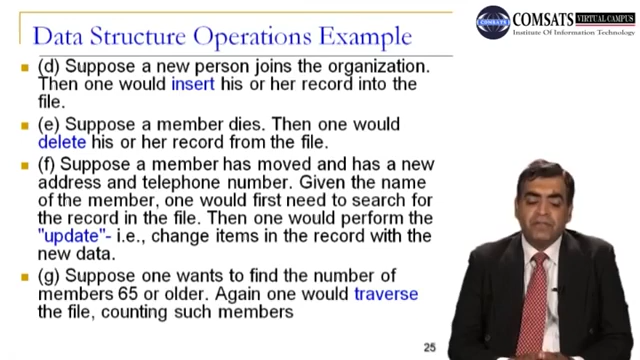 Data Structure Operations Example
COMSATS
VIRTUAL CAMPUS
COMSATS
Institute Of Information Technology
(d) Suppose a new person joins the organization.
Then one would insert his or her record into the
file.
(e) Suppose a member dies. Then one would
delete his or her record from the file.
(f) Suppose a member has moved and has a new
address and telephone number. Given the name
of the member, one would first need to search for
the record in the file. Then one would perform the
"update"- i.e., change items in the record with the
new data.
(g) Suppose one wants to find the number of
members 65 or older. Again one would traverse
the file, counting such members
25